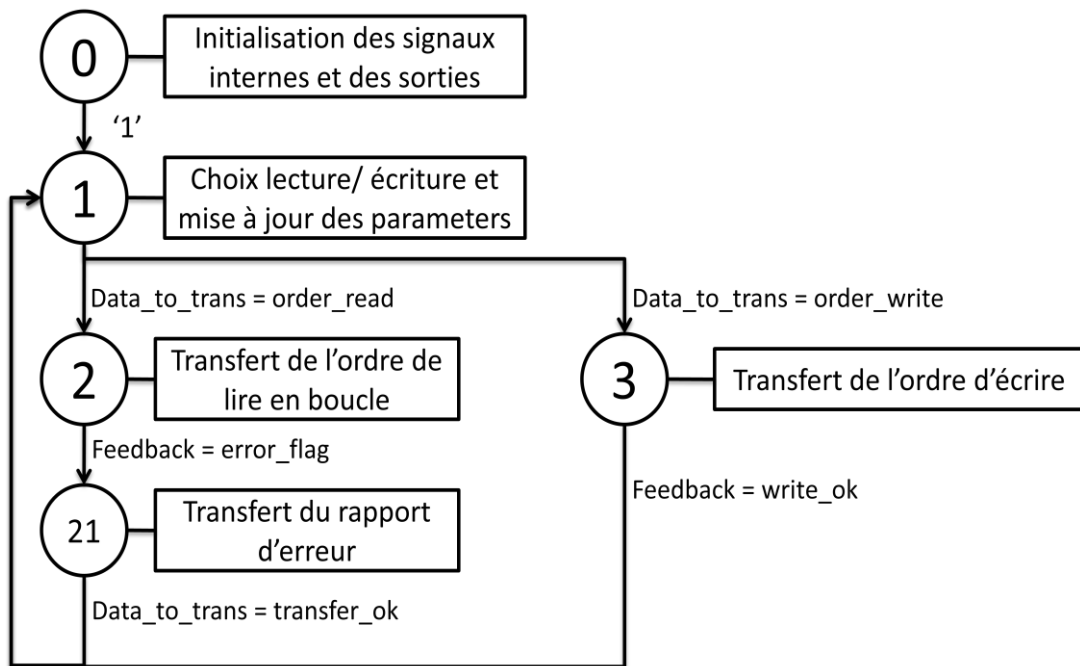 0
Initialisation des signaux
internes et des sorties
‘1’
1
Choix lecture/ écriture et
mise à jour des parameters
Data_to_trans = order_read
Data_to_trans = order_write
2
Transfert de l’ordre de
lire en boucle
3
Transfert de l’ordre d’écrire
Feedback = error_flag
Feedback = write_ok
21
Transfert du rapport
d’erreur
Data_to_trans = transfer_ok